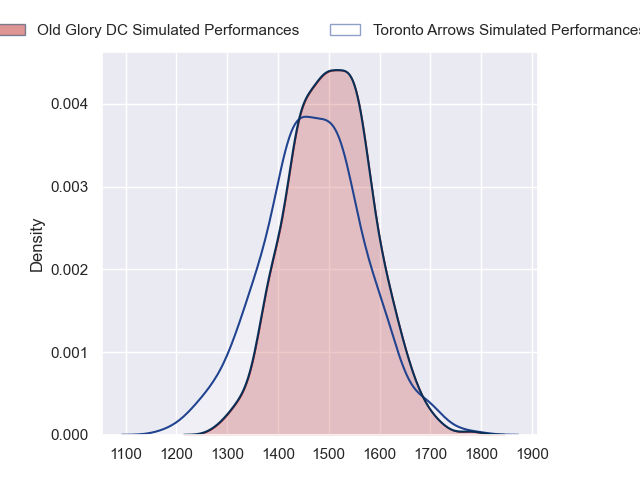 Old Glory DC Simulated Performances
Toronto Arrows Simulated Performances
Density
0.004
0.003
0.002
0.001
0.000
1100 1200 1300 1400 1500 1600 1700 1800 1900